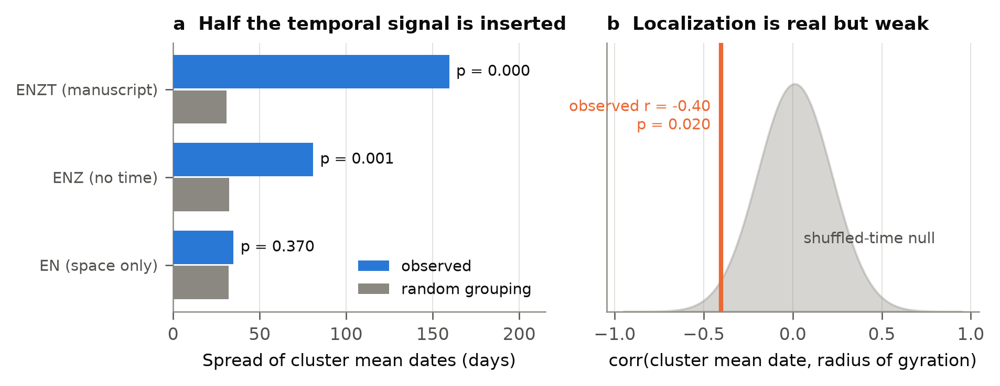 a  Half the temporal signal is inserted
ENZT (manuscript)
p = 0.000
ENZ (no time)
p = 0.001
EN (space only)
p = 0.370
observed
random grouping
0 50 100 150 200
Spread of cluster mean dates (days)
b  Localization is real but weak
observed r = -0.40
p = 0.020
shuffled-time null
−1.0 −0.5 0.0 0.5 1.0
corr(cluster mean date, radius of gyration)